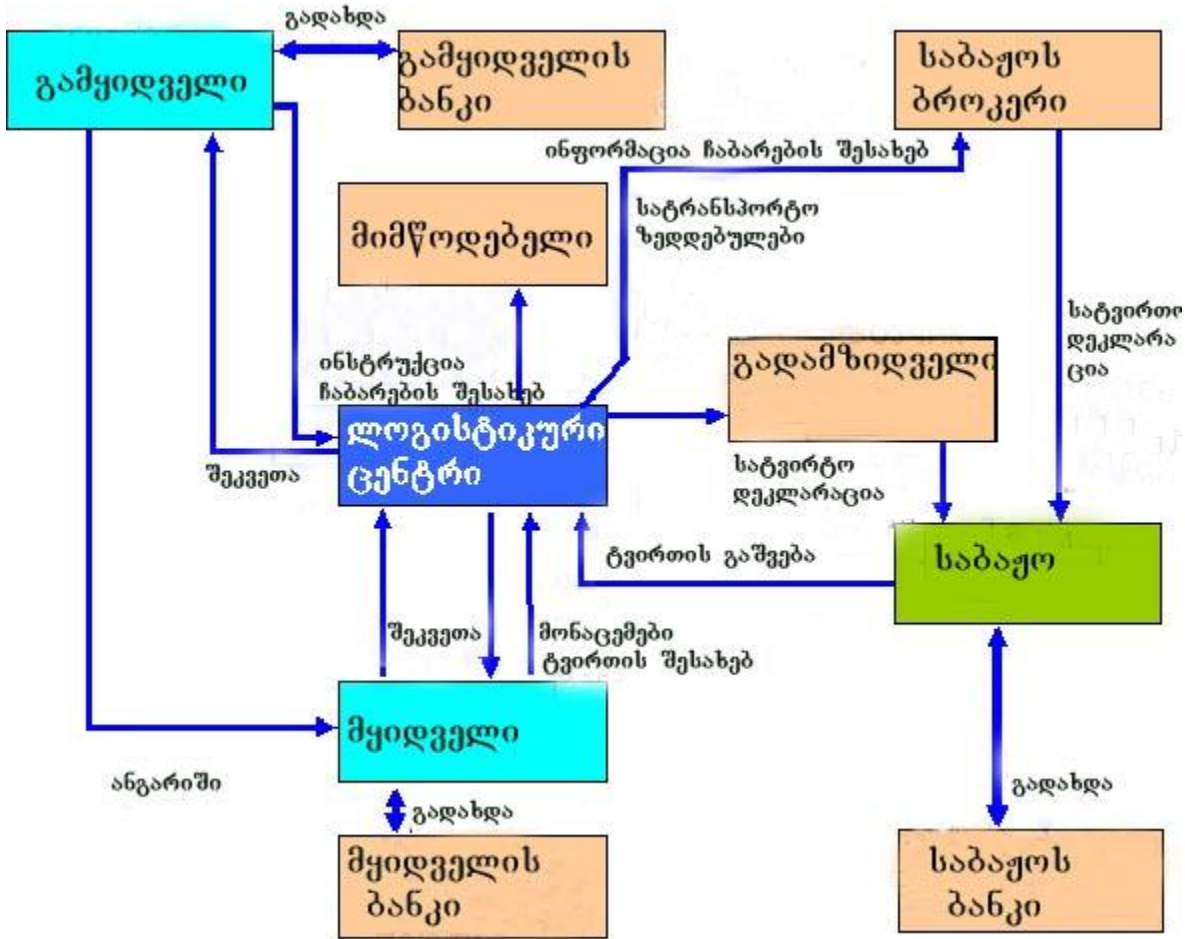 გადახდა
გამყიდველი
გამყიდველის
ბანკი
საბაჟოს
ბროკერი
ინფორმაცია ჩაბარების შესახებ
მიმწოდებელი
სატრანსპორტო
ზედდებულები
სატვირთო
დეკლარა
ცია
ინსტრუქცია
ჩაბარების შესახებ
გადამზიდველი
ლოგისტიკური
ცენტრი
შეკვეთა
სატვირტო
დეკლარაცია
ტვირთის გაშვება
საბაჟო
შეკვეთა
მონაცემები
ტვირთის შესახებ
მყიდველი
ანგარიში
გადახდა
გადახდა
მყიდველის
ბანკი
საბაჟოს
ბანკი